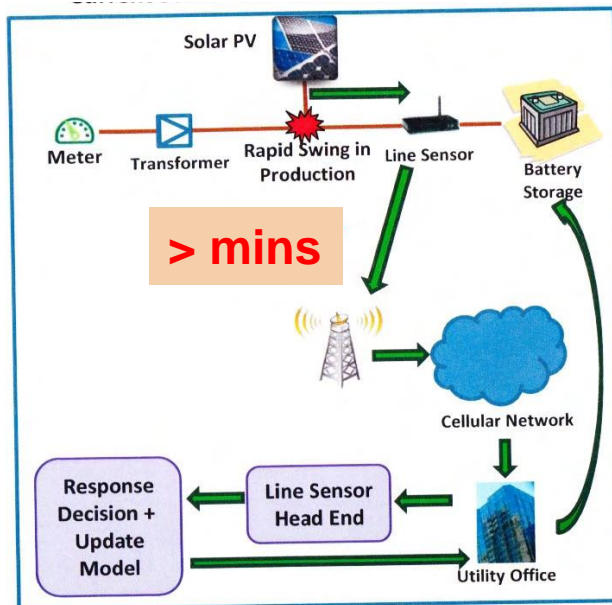 Solar PV
Meter
Transformer
Rapid Swing in
Production
Line Sensor
Battery
Storage
> mins
Cellular Network
Response
Decision +
Update
Model
Line Sensor
Head End
Utility Office